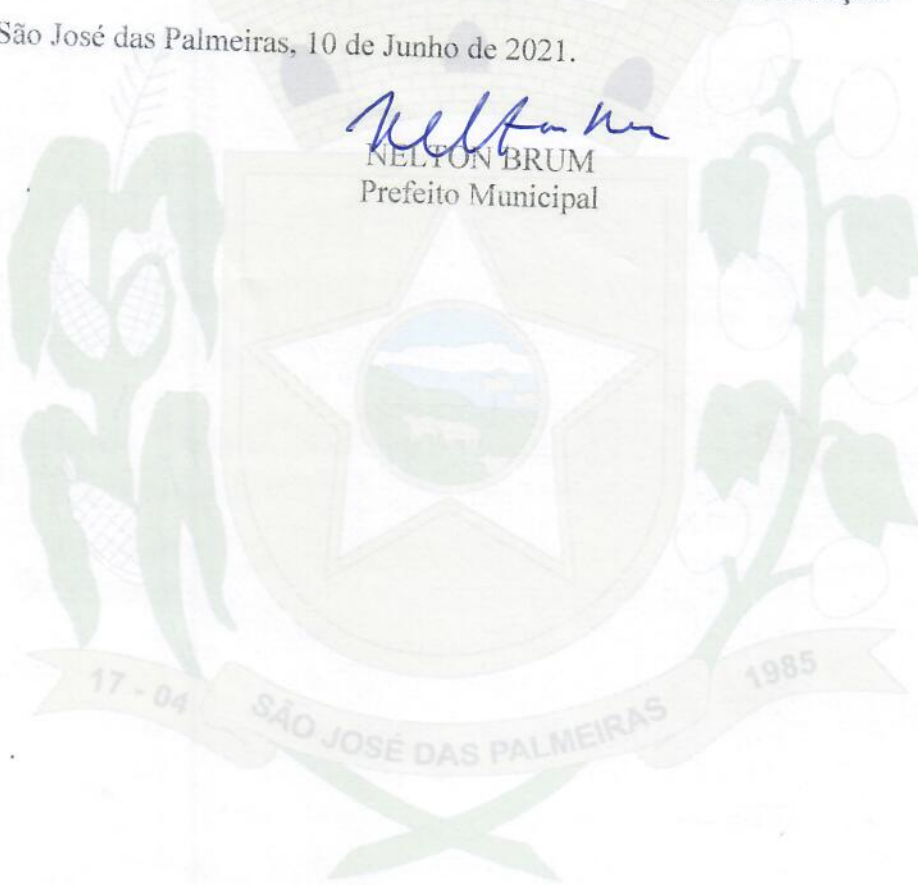 São José das Palmeiras, 10 de Junho de 2021.
NELTON BRUM
Prefeito Municipal
17 - 04
SÃO JOSÉ DAS PALMEIRAS
1985